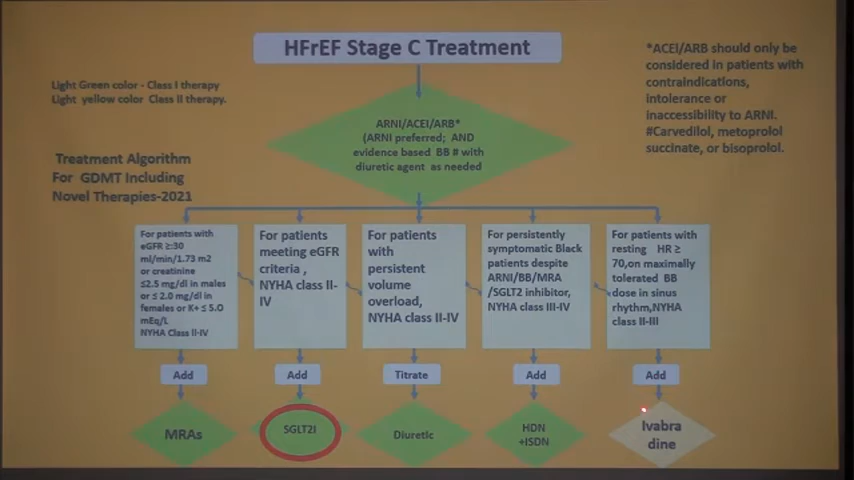 HFrEF Stage C Treatment
*ACEI/ARB should only be
considered in patients with
contraindications,
intolerance or
inaccessibility to ARNI.
#Carvedilol, metoprolol
succinate, or bisoprolol.
Light Green color - Class I therapy
Light yellow color Class II therapy.
Treatment Algorithm
For GDMT Including
Novel Therapies-2021
ARNI/ACEI/ARB*
(ARNI preferred; AND
evidence based BB # with
diuretic agent as needed
For patients with
eGFR ≥:30
ml/min/1.73 m2
or creatinine
≤2.5 mg/dl in males
or ≤ 2.0 mg/dl in
females or K+ ≤ 5.O
mEq/L
NYHA Class II-IV
For patients
meeting eGFR
criteria ,
NYHA class II-
IV
For patients
with
persistent
volume
overload,
NYHA class II-IV
For persistently
symptomatic Black
patients despite
ARNI/BB/MRA
/SGLT2 inhibitor,
NYHA class III-IV
For patients with
resting HR ≥
70,on maximally
tolerated BB
dose in sinus
rhythm,NYHA
class II-III
Add
Add
Titrate
Add
Add
MRAs
SGLT2I
Diuretic
HDN
+ISDN
Ivabra
dine